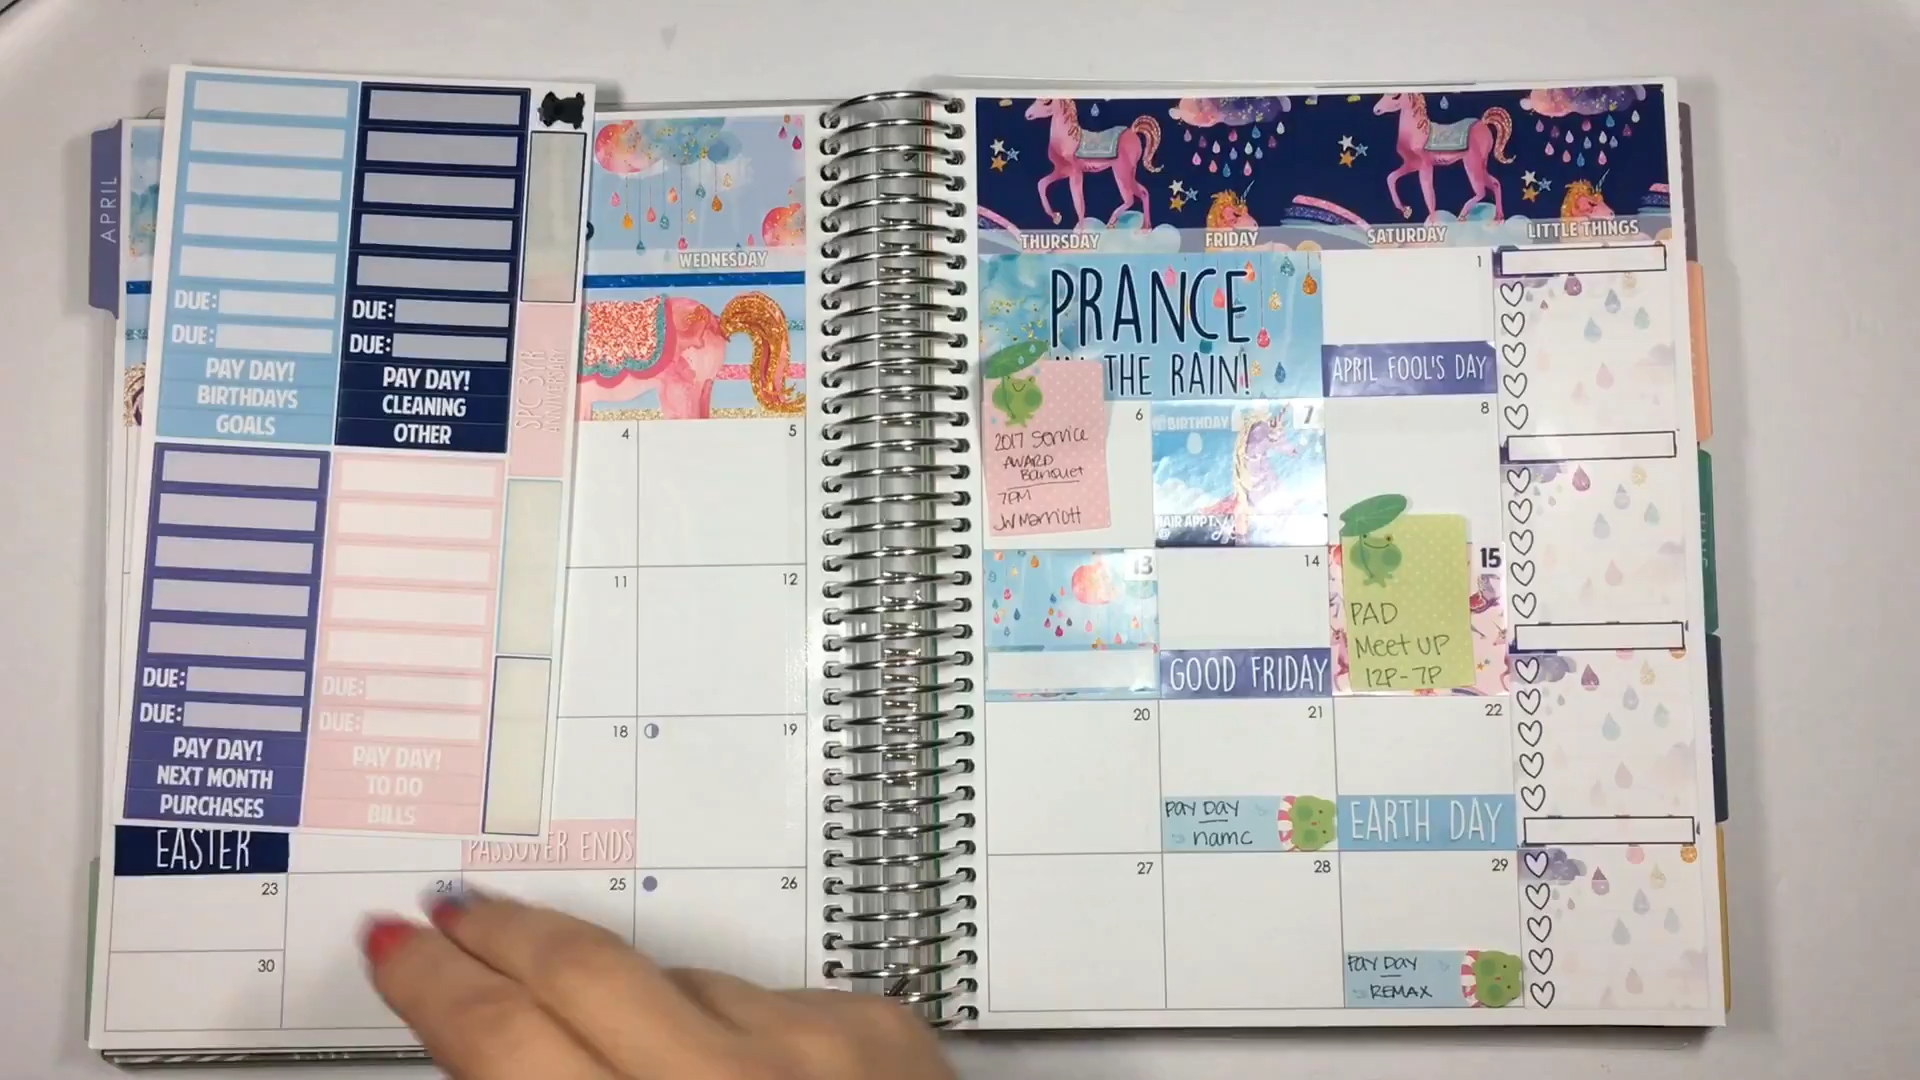 APRIL
DUE:
DUE:
PAY DAY!
BIRTHDAYS
GOALS
DUE:
DUE:
PAY DAY!
CLEANING
OTHER
SPC 3YR
ANNIVERSARY
DUE:
DUE:
PAY DAY!
NEXT MONTH
PURCHASES
DUE:
DUE:
PAY DAY!
TO DO
BILLS
WEDNESDAY
4
5
11
12
18
19
EASTER
PASSOVER ENDS
23
24
25
26
30
THURSDAY
FRIDAY
SATURDAY
LITTLE THINGS
PRANCE
IN THE RAIN!
1
APRIL FOOL'S DAY
6
2017 Service
AWARD
Banquet
7PM
JW Marriott
BIRTHDAY
7
HAIR APPT.
8
13
14
GOOD FRIDAY
15
PAD
Meet UP
12P-7P
20
21
PAY DAY
namc
22
EARTH DAY
27
28
29
PAY DAY
REMAX